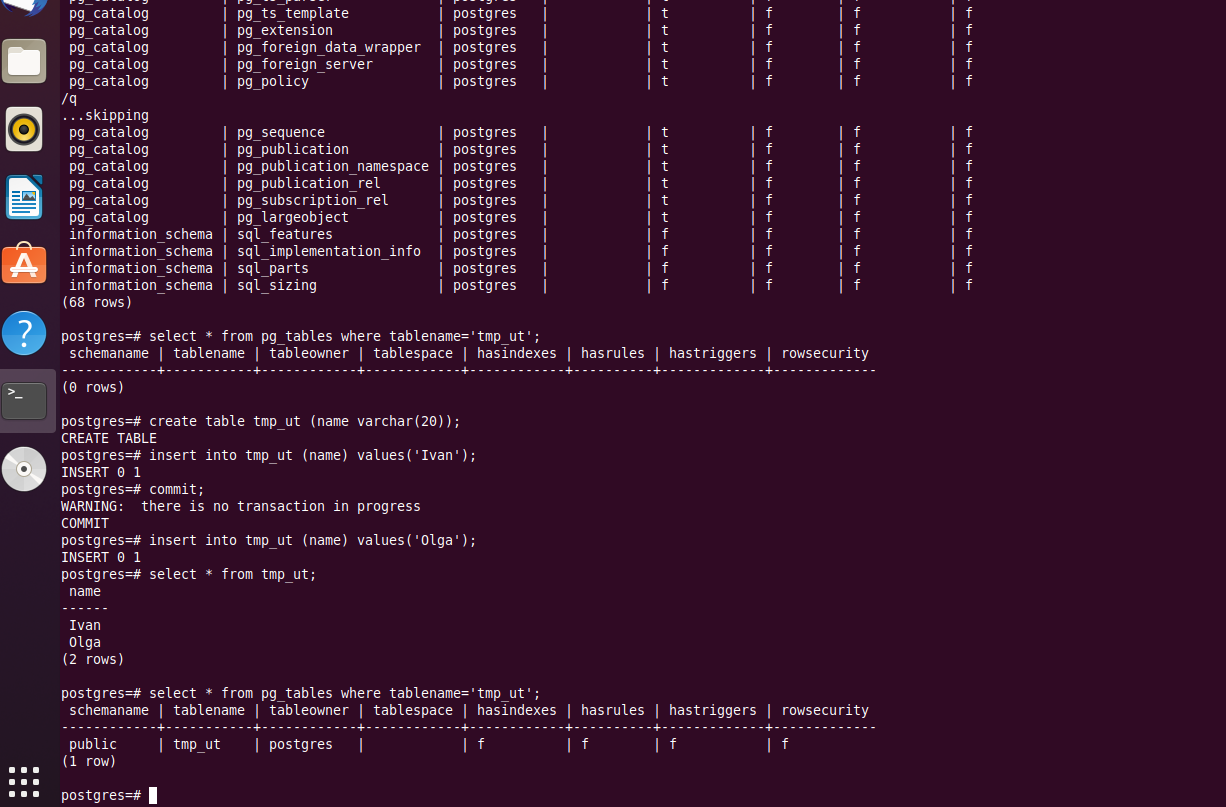 pg_catalog | pg_ts_template | postgres | | t | f | f | f
pg_catalog | pg_extension | postgres | | t | f | f | f
pg_catalog | pg_foreign_data_wrapper | postgres | | t | f | f | f
pg_catalog | pg_foreign_server | postgres | | t | f | f | f
pg_catalog | pg_policy | postgres | | t | f | f | f
/q
...skipping
pg_catalog | pg_sequence | postgres | | t | f | f | f
pg_catalog | pg_publication | postgres | | t | f | f | f
pg_catalog | pg_publication_namespace | postgres | | t | f | f | f
pg_catalog | pg_publication_rel | postgres | | t | f | f | f
pg_catalog | pg_subscription_rel | postgres | | t | f | f | f
pg_catalog | pg_largeobject | postgres | | t | f | f | f
information_schema | sql_features | postgres | | f | f | f | f
information_schema | sql_implementation_info | postgres | | f | f | f | f
information_schema | sql_parts | postgres | | f | f | f | f
information_schema | sql_sizing | postgres | | f | f | f | f
(68 rows)
postgres=# select * from pg_tables where tablename='tmp_ut';
schemaname | tablename | tableowner | tablespace | hasindexes | hasrules | hastriggers | rowsecurity
------------+-----------+------------+------------+------------+----------+-------------+-------------
(0 rows)
postgres=# create table tmp_ut (name varchar(20));
CREATE TABLE
postgres=# insert into tmp_ut (name) values('Ivan');
INSERT 0 1
postgres=# commit;
WARNING:  there is no transaction in progress
COMMIT
postgres=# insert into tmp_ut (name) values('Olga');
INSERT 0 1
postgres=# select * from tmp_ut;
name
------
Ivan
Olga
(2 rows)
postgres=# select * from pg_tables where tablename='tmp_ut';
schemaname | tablename | tableowner | tablespace | hasindexes | hasrules | hastriggers | rowsecurity
------------+-----------+------------+------------+------------+----------+-------------+-------------
public | tmp_ut | postgres | | f | f | f | f
(1 row)
postgres=#